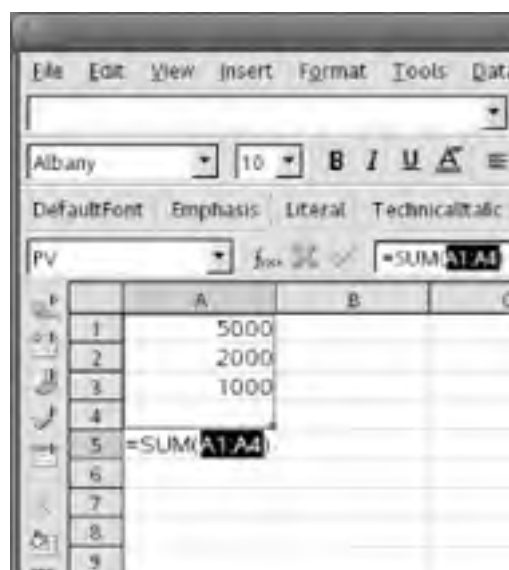 File Edit View Insert Format Tools Data
Albany 10 B I U A
DefaultFont Emphasis Literal TechnicalItalic
PV =SUM(A1:A4)
A B C
1 5000
2 2000
3 1000
4
5 =SUM(A1:A4)
6
7
8
9